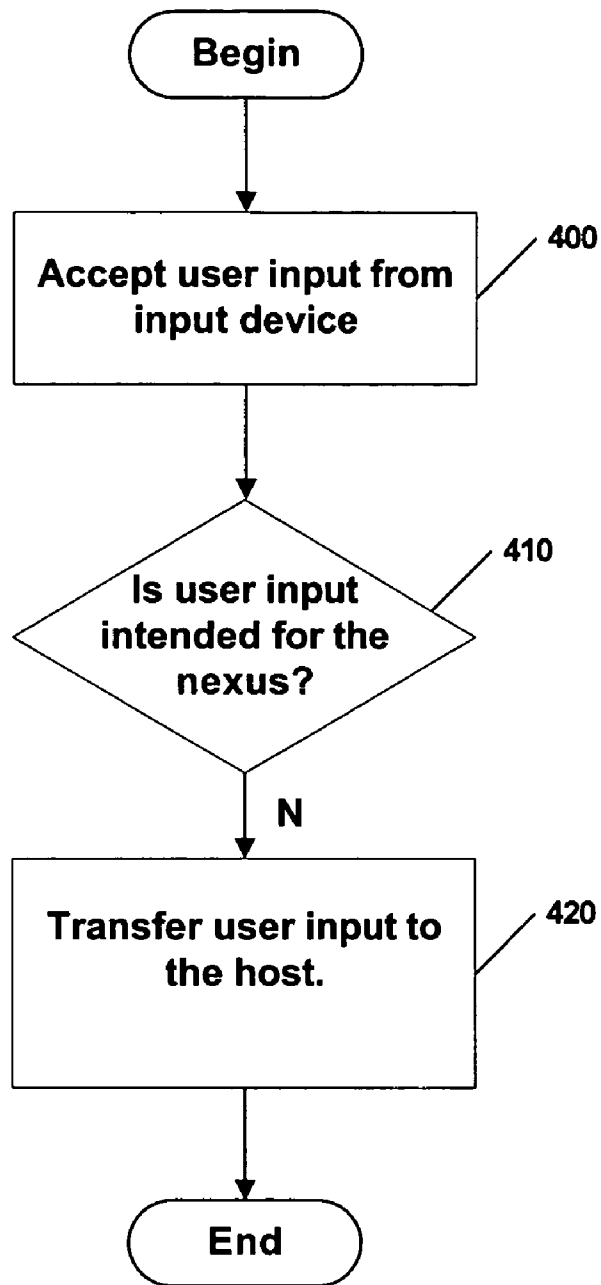 Begin
Accept user input from
input device
400
Is user input
intended for the
nexus?
410
N
Transfer user input to
the host.
420
End